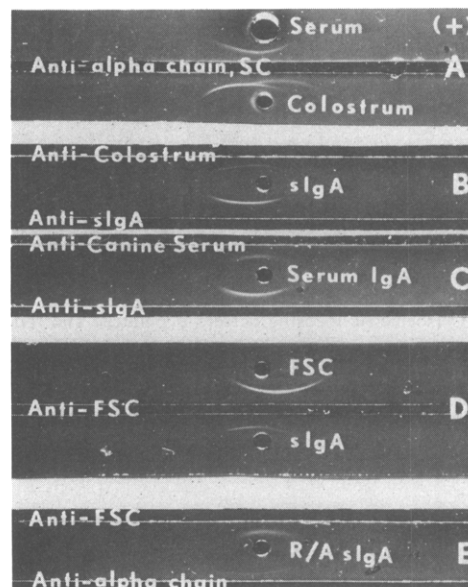 Serum (+)
Anti-alpha chain, SC A
Colostrum
Anti-Colostrum
sIgA B
Anti-sIgA
Anti-Canine Serum
Serum IgA C
Anti-sIgA
FSC
Anti-FSC D
sIgA
Anti-FSC
R/A sIgA E
Anti-alpha chain